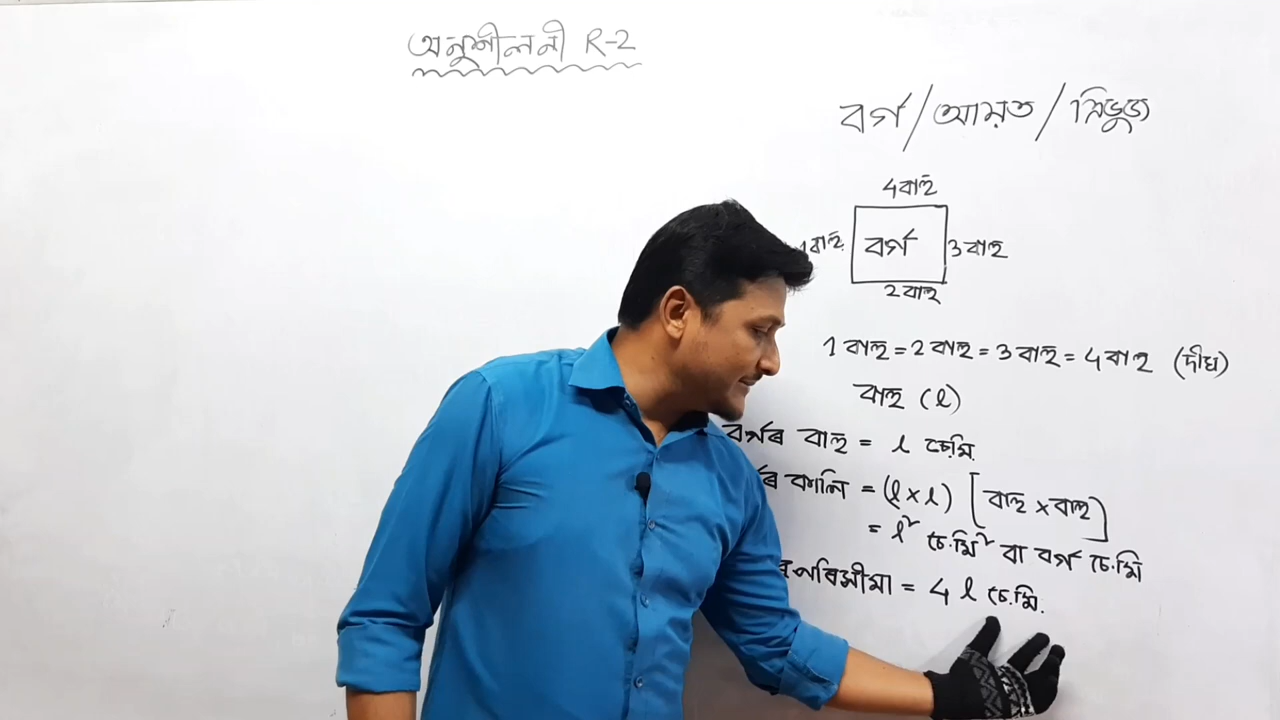 অনুশীলনী R-2
বৰ্গ / আয়ত / ত্ৰিভুজ
4বাহু
বাহু
বৰ্গ
3বাহু
2বাহু
1 বাহু = 2 বাহু = 3 বাহু = 4 বাহু (দীঘ)
বাহু (l)
বৰ্গৰ বাহু = l চে.মি.
ৰ কালি = (l × l) [বাহু × বাহু]
= l² চে.মি² বা বৰ্গ চে.মি
পৰিসীমা = 4 l চে.মি.